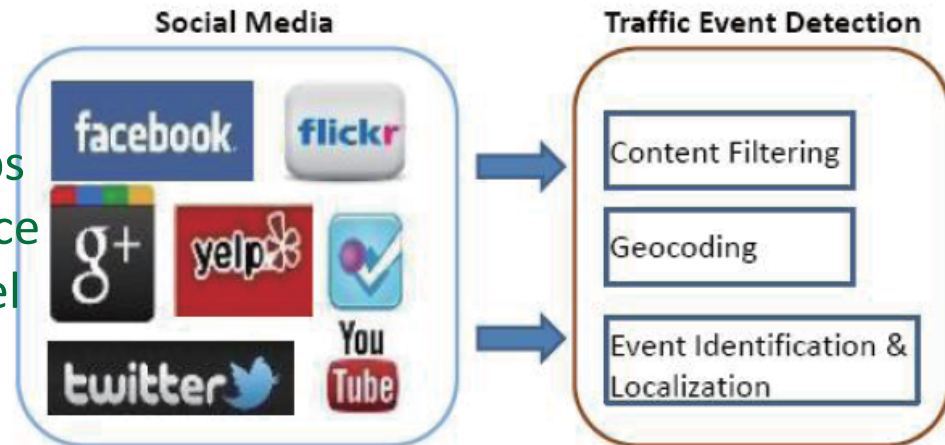 Social Media
Traffic Event Detection
facebook
flickr
g+
yelp
twitter
You
Tube
Content Filtering
Geocoding
Event Identification &
Localization